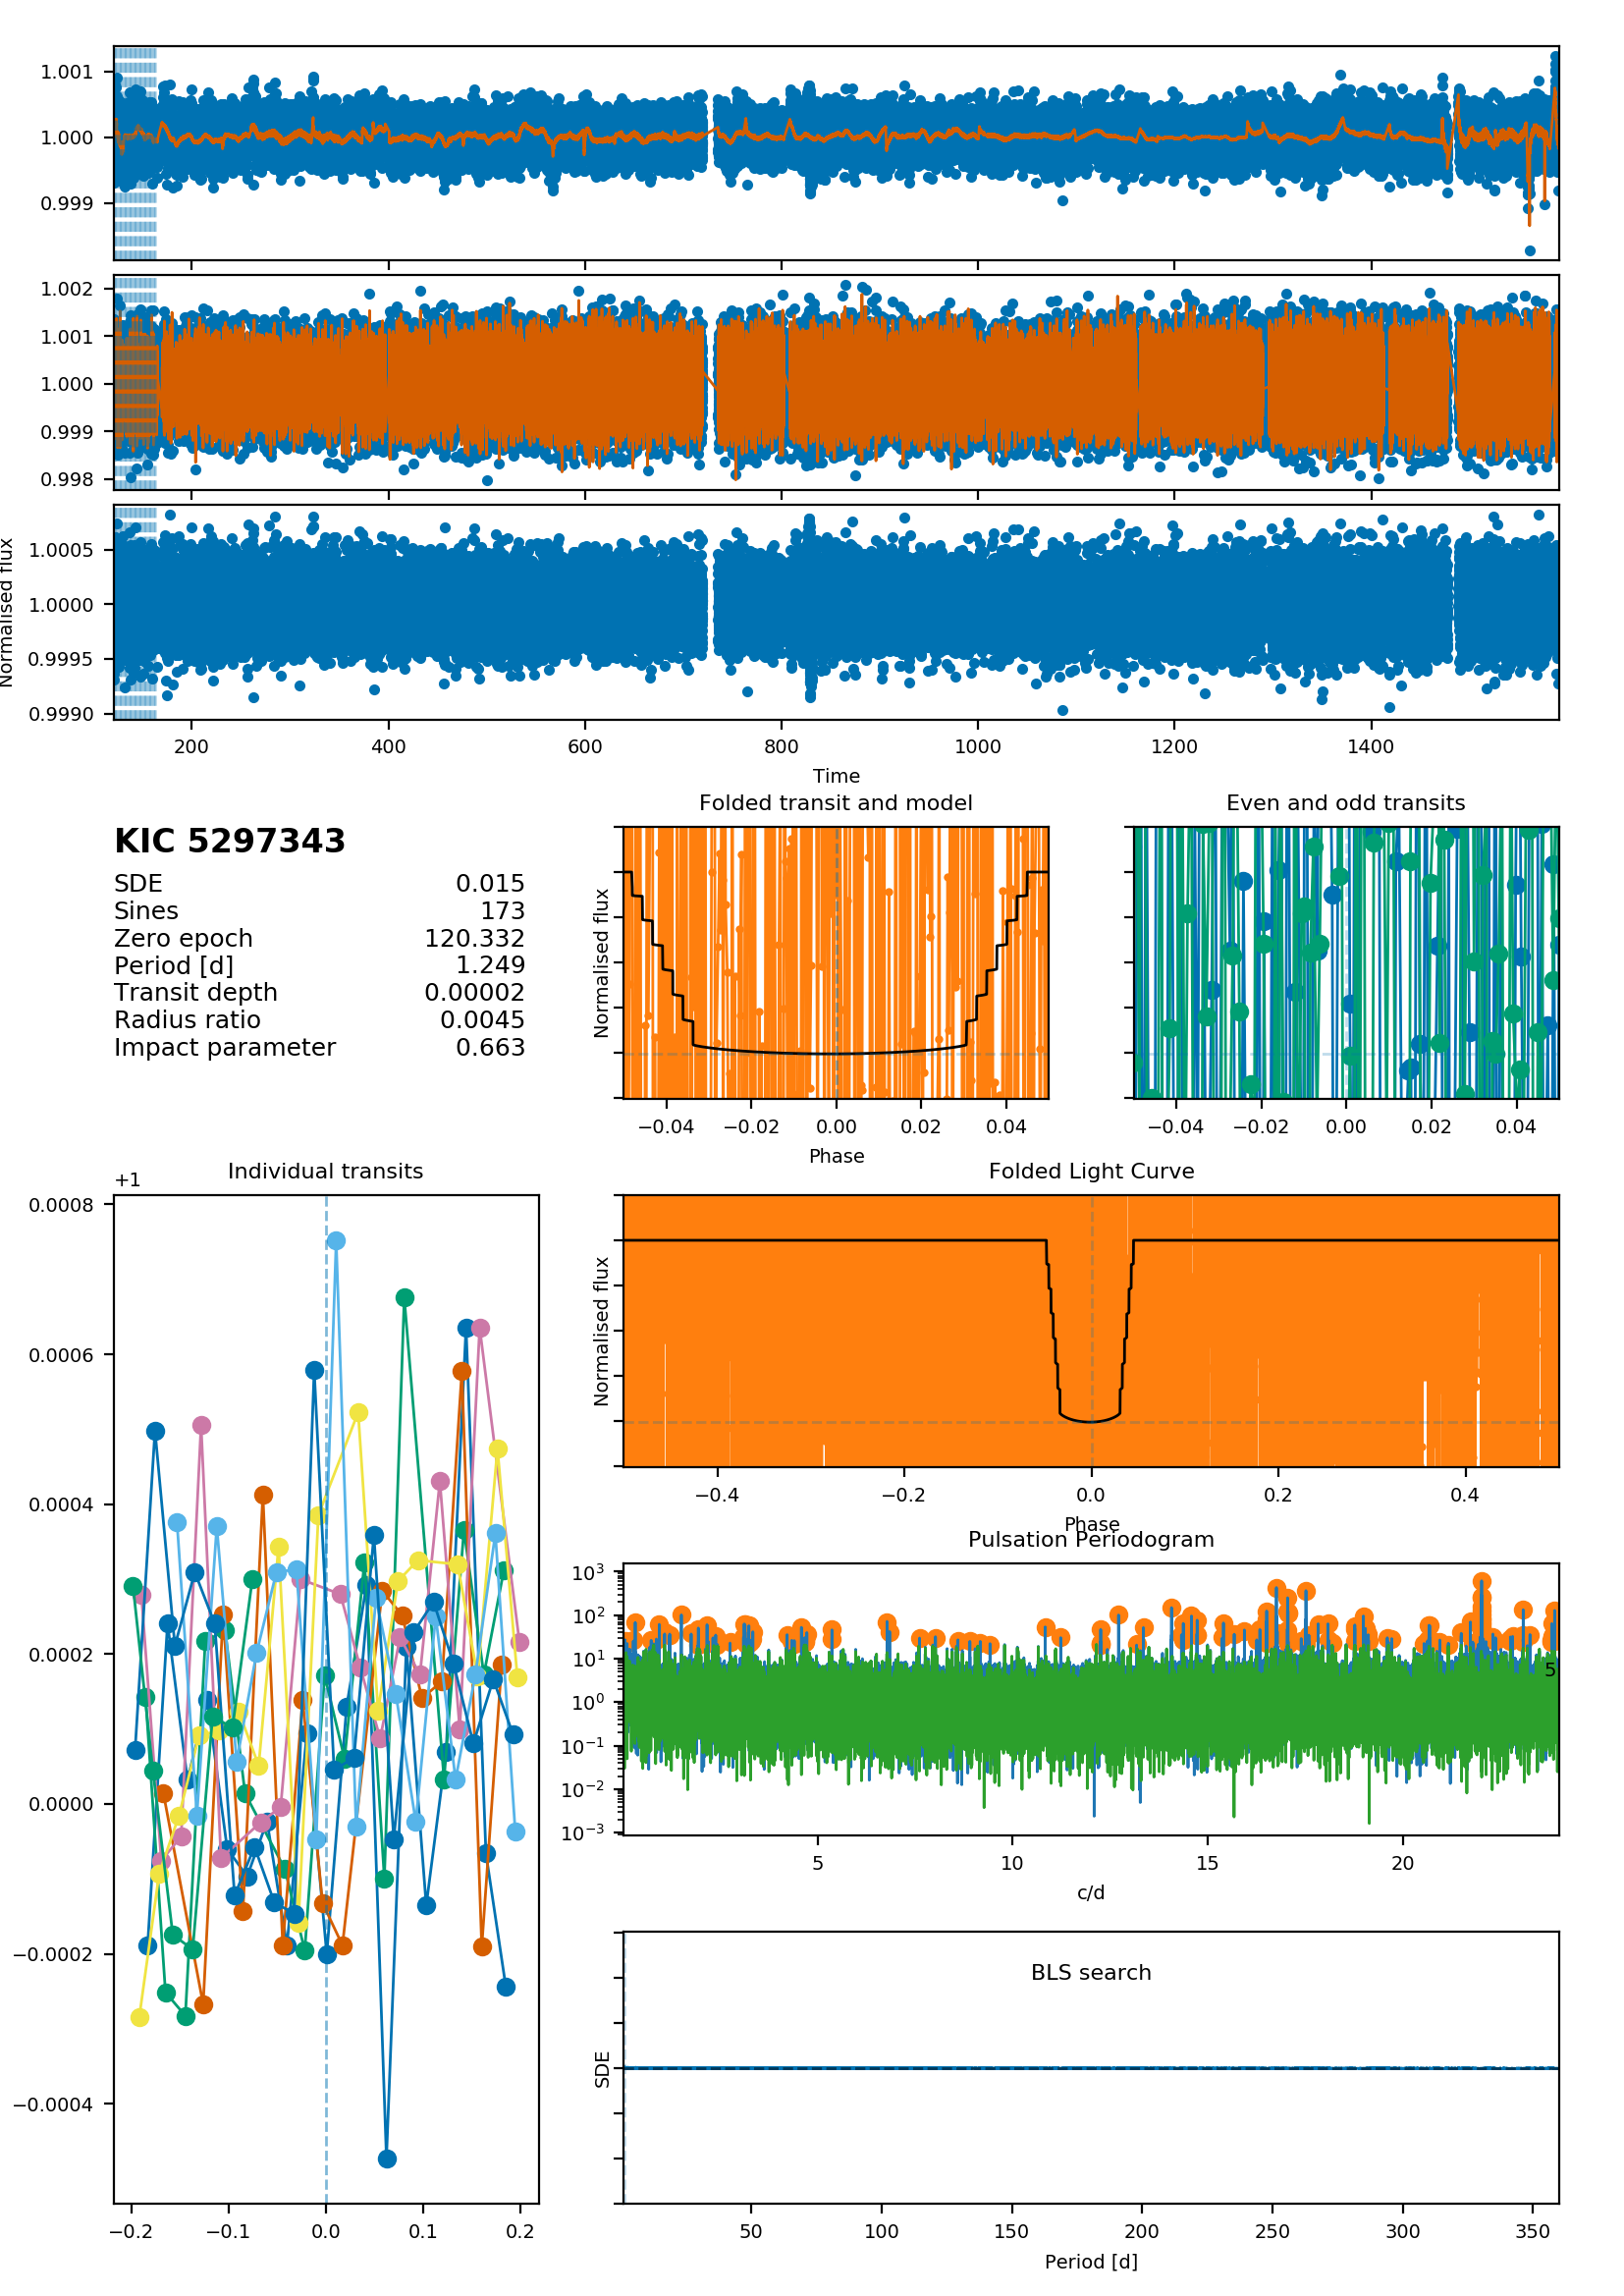 1.001
1.000
0.999
1.002
1.001
1.000
0.999
0.998
1.0005
1.0000
0.9995
0.9990
Normalised flux
200 400 600 800 1000 1200 1400
Time
KIC 5297343
SDE 0.015
Sines 173
Zero epoch 120.332
Period [d] 1.249
Transit depth 0.00002
Radius ratio 0.0045
Impact parameter 0.663
Folded transit and model
Normalised flux
−0.04 −0.02 0.00 0.02 0.04
Phase
Even and odd transits
−0.04 −0.02 0.00 0.02 0.04
Individual transits
+1
0.0008
0.0006
0.0004
0.0002
0.0000
−0.0002
−0.0004
−0.2 −0.1 0.0 0.1 0.2
Folded Light Curve
Normalised flux
−0.4 −0.2 0.0 0.2 0.4
Phase
Pulsation Periodogram
10³
10²
10¹
10⁰
10⁻¹
10⁻²
10⁻³
5
5 10 15 20
c/d
BLS search
SDE
50 100 150 200 250 300 350
Period [d]